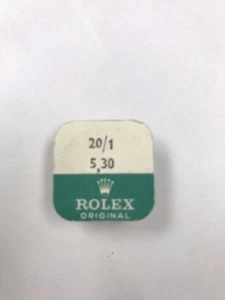 20/1
5,30
ROLEX
ORIGINAL